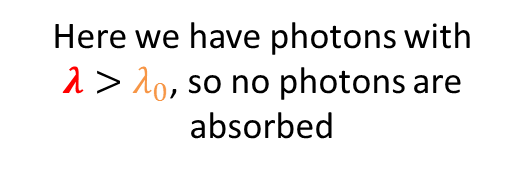 Here we have photons with
λ > λ₀, so no photons are
absorbed